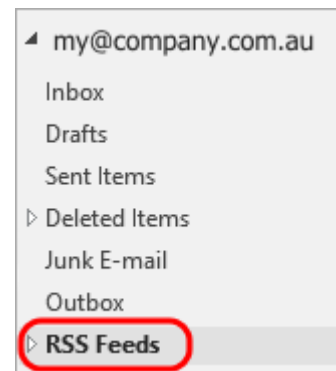 my@company.com.au
Inbox
Drafts
Sent Items
Deleted Items
Junk E-mail
Outbox
RSS Feeds